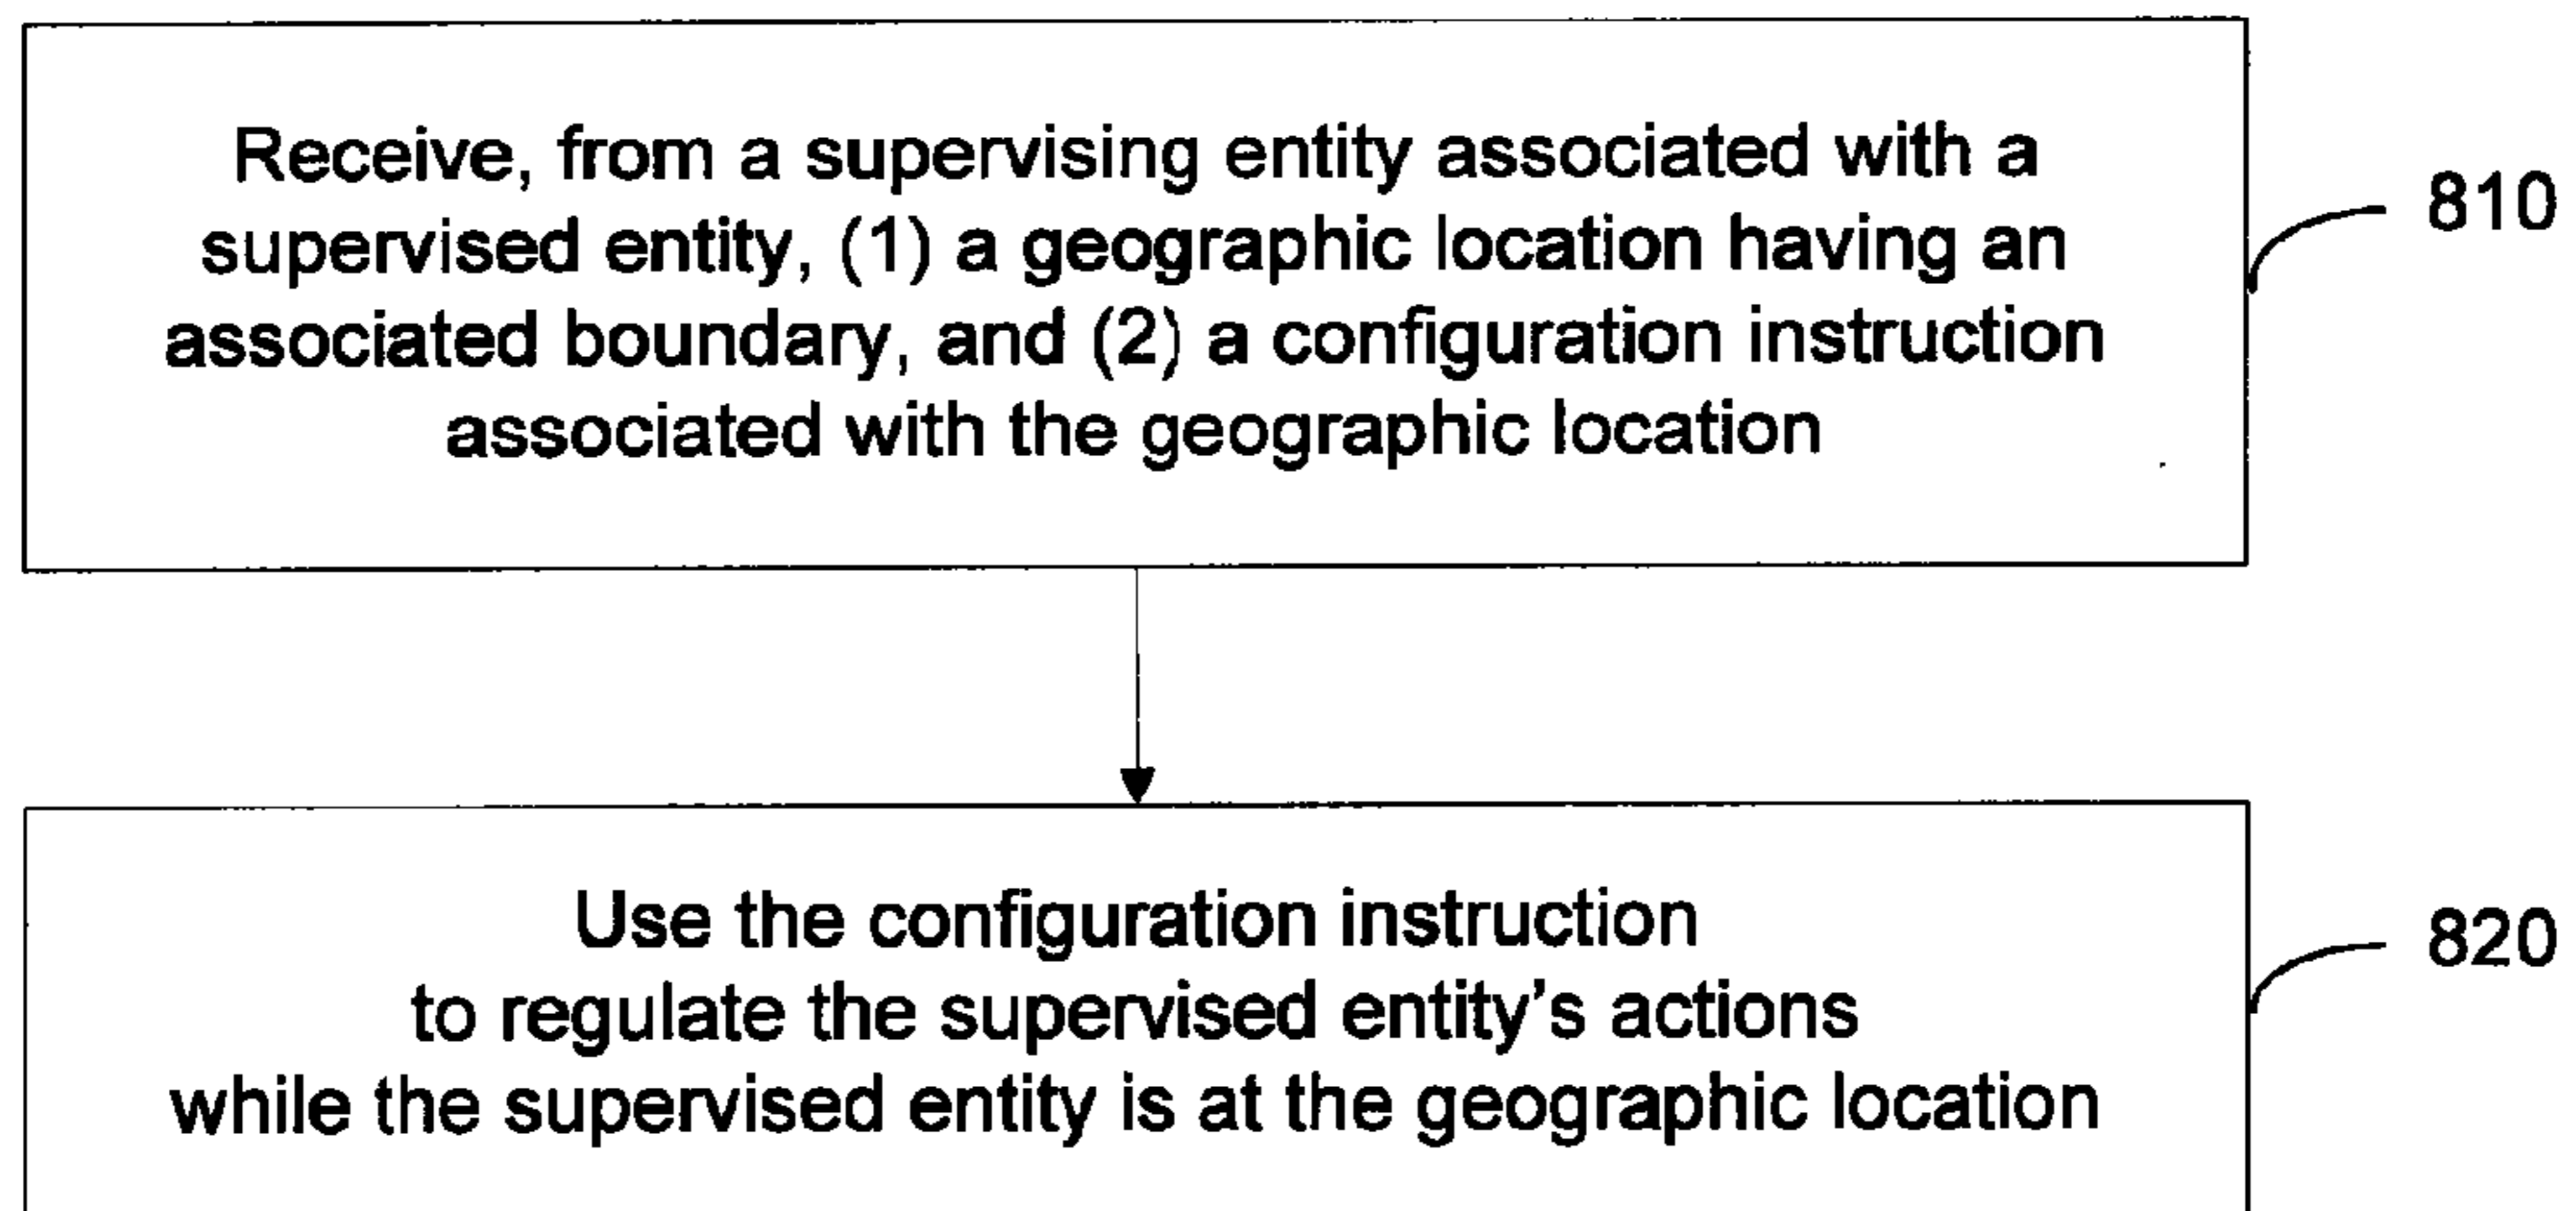 Receive, from a supervising entity associated with a
supervised entity, (1) a geographic location having an
associated boundary, and (2) a configuration instruction
associated with the geographic location
810
Use the configuration instruction
to regulate the supervised entity's actions
while the supervised entity is at the geographic location
820